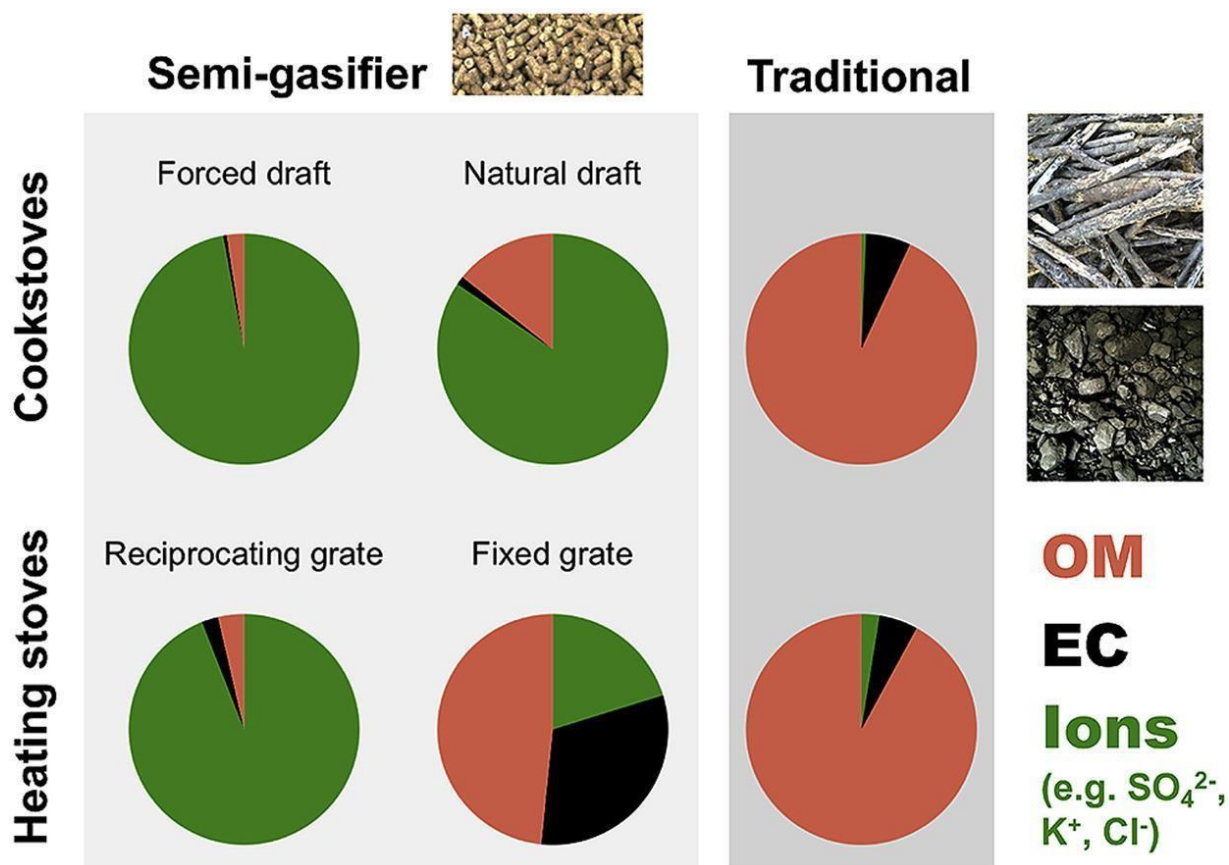 Semi-gasifier
Traditional
Cookstoves
Forced draft
Natural draft
Heating stoves
Reciprocating grate
Fixed grate
OM
EC
Ions
(e.g. SO₄²⁻,
K⁺, Cl⁻)